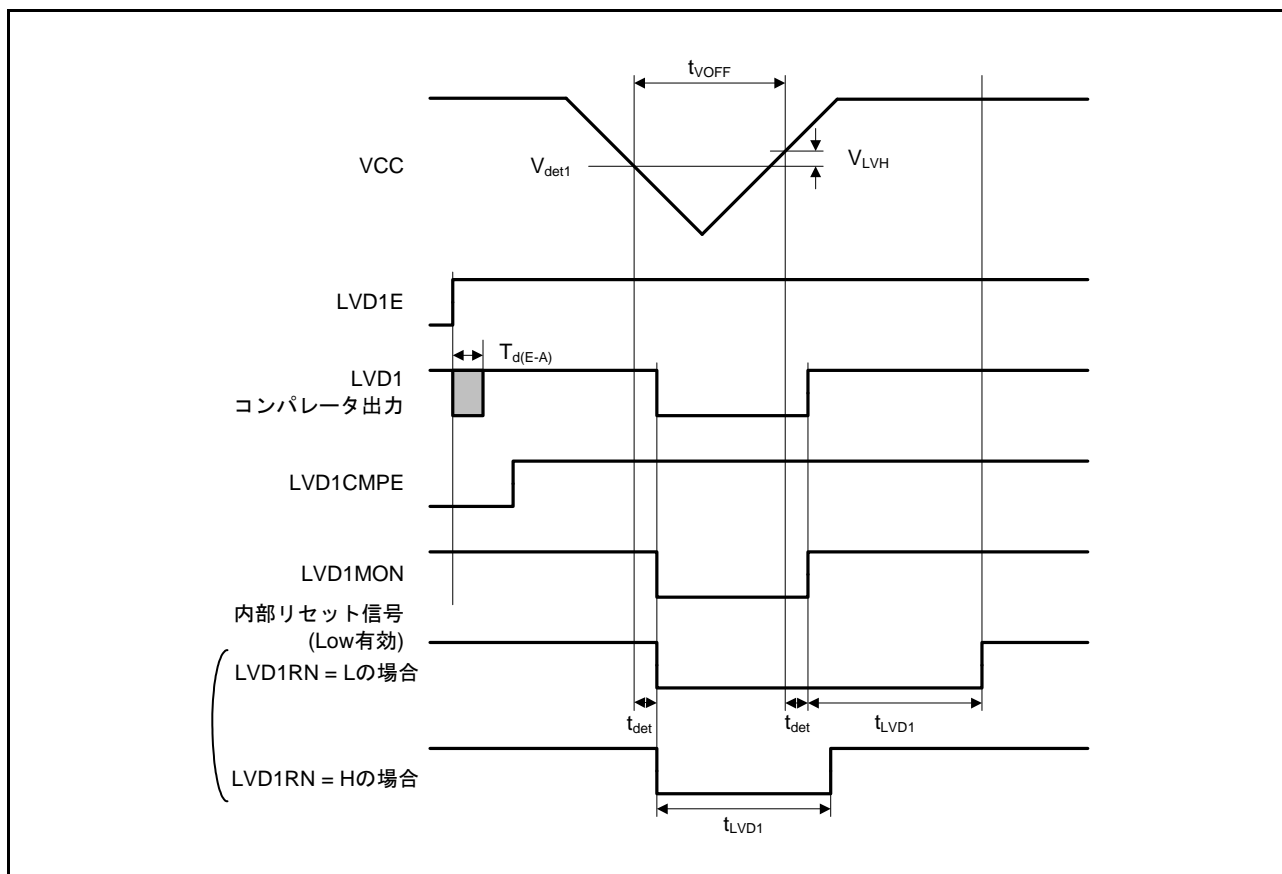 tVOFF
VCC
Vdet1
VLVH
LVD1E
Td(E-A)
LVD1
コンパレータ出力
LVD1CMPE
LVD1MON
内部リセット信号
(Low有効)
LVD1RN = Lの場合
tdet
tdet
tLVD1
LVD1RN = Hの場合
tLVD1